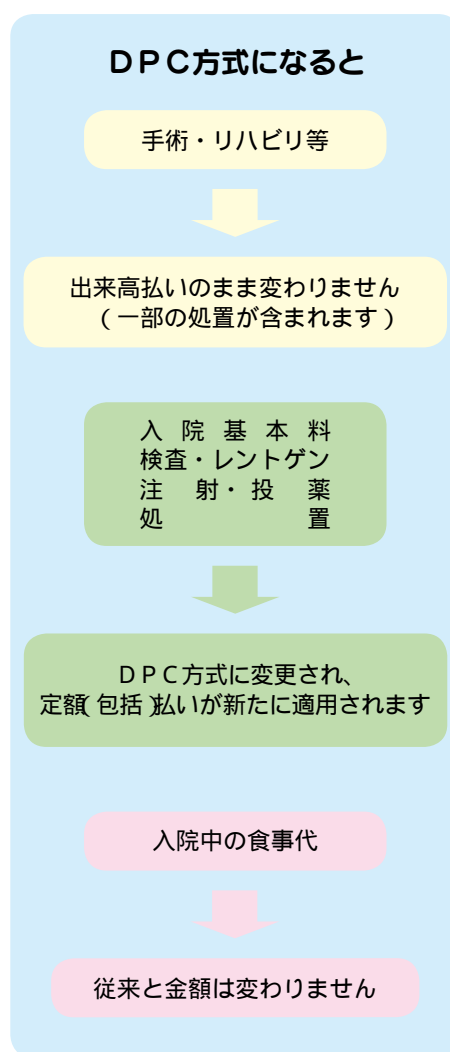 ＤＰＣ方式になると
手術・リハビリ等
出来高払いのまま変わりません
(一部の処置が含まれます)
入院基本料
検査・レントゲン
注射・投薬
処置
ＤＰＣ方式に変更され、
定額(包括)払いが新たに適用されます
入院中の食事代
従来と金額は変わりません